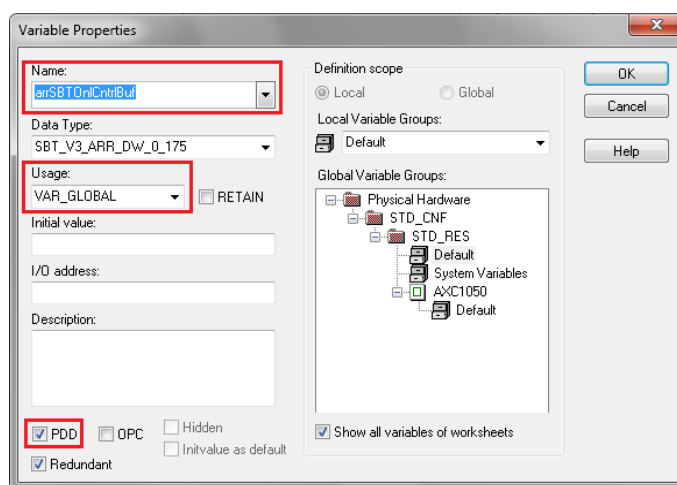 Variable Properties
Name:
arrSBTOnlCntrlBuf
Data Type:
SBT_V3_ARR_DW_0_175
Usage:
VAR_GLOBAL
RETAIN
Initial value:
I/O address:
Description:
PDD
OPC
Hidden
Initvalue as default
Redundant
Definition scope
Local
Global
Local Variable Groups:
Default
Global Variable Groups:
Physical Hardware
STD_CNF
STD_RES
Default
System Variables
AXC1050
Default
Show all variables of worksheets
OK
Cancel
Help